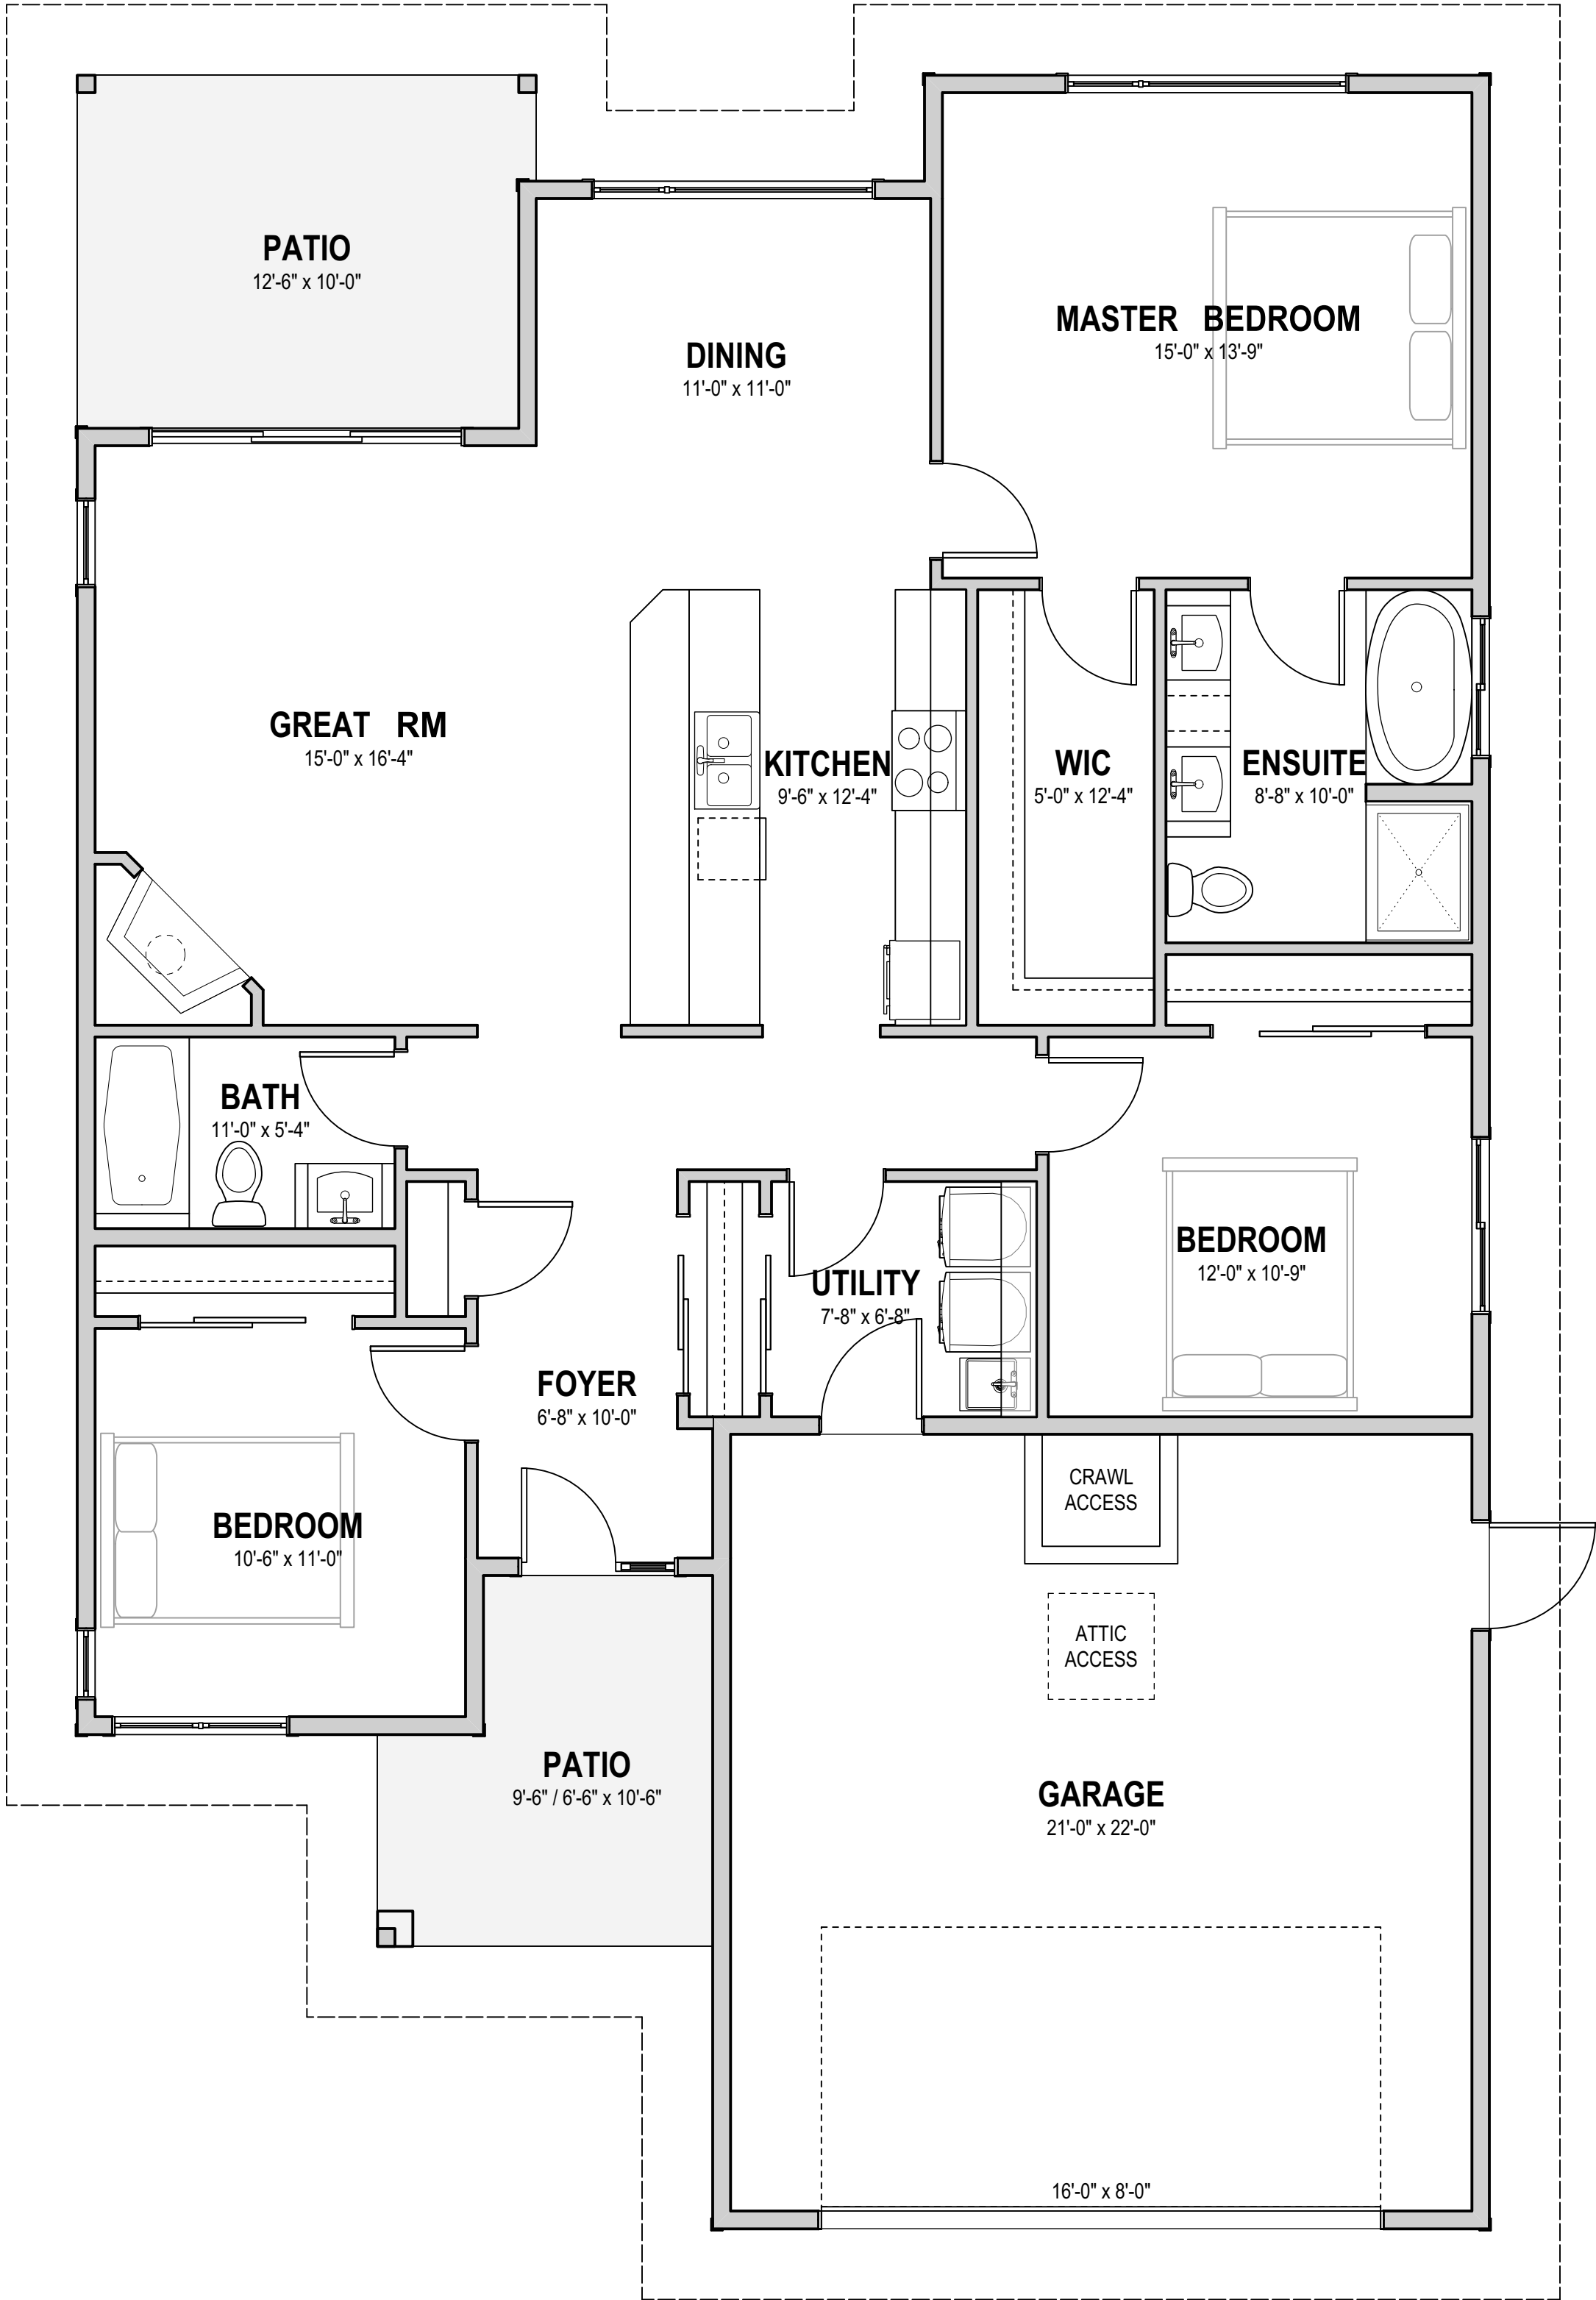 PATIO
12'-6" x 10'-0"
MASTER BEDROOM
15'-0" x 13'-9"
DINING
11'-0" x 11'-0"
GREAT RM
15'-0" x 16'-4"
KITCHEN
9'-6" x 12'-4"
WIC
5'-0" x 12'-4"
ENSUITE
8'-8" x 10'-0"
BATH
11'-0" x 5'-4"
BEDROOM
12'-0" x 10'-9"
UTILITY
7'-8" x 6'-8"
FOYER
6'-8" x 10'-0"
CRAWL
ACCESS
BEDROOM
10'-6" x 11'-0"
ATTIC
ACCESS
PATIO
9'-6" / 6'-6" x 10'-6"
GARAGE
21'-0" x 22'-0"
16'-0" x 8'-0"